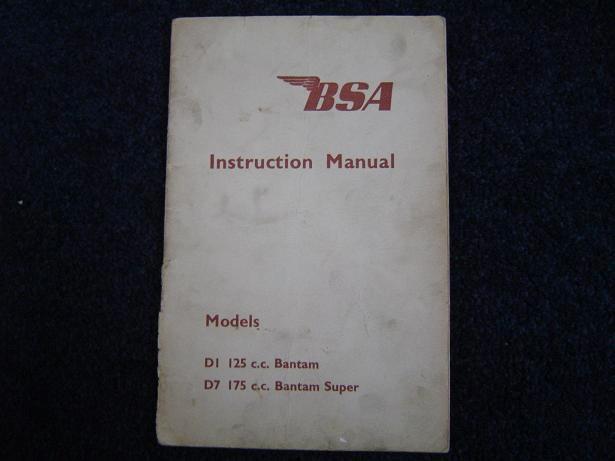 BSA
Instruction Manual
Models
D1 125 c.c. Bantam
D7 175 c.c. Bantam Super